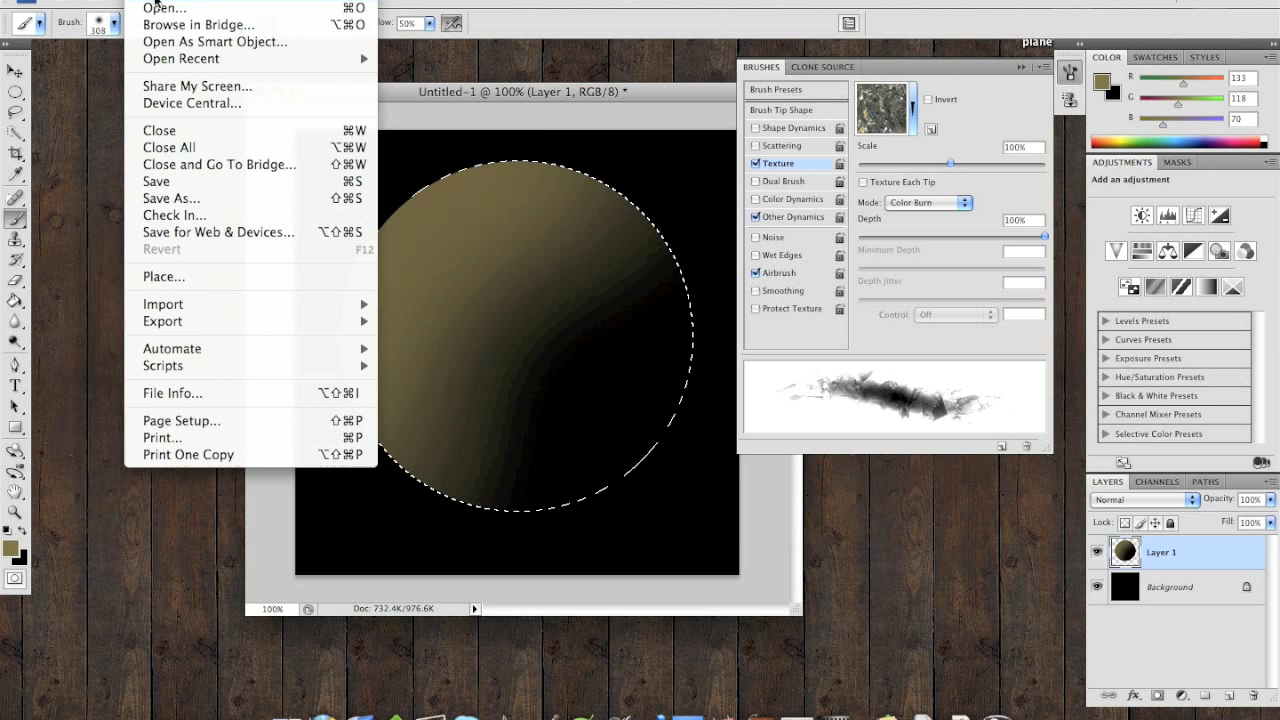 Open... ⌘O
Browse in Bridge... ⌥⌘O
Open As Smart Object...
Open Recent
Share My Screen...
Device Central...
Close ⌘W
Close All ⌥⌘W
Close and Go To Bridge... ⇧⌘W
Save ⌘S
Save As... ⇧⌘S
Check In...
Save for Web & Devices... ⌥⇧⌘S
Revert F12
Place...
Import
Export
Automate
Scripts
File Info... ⌥⇧⌘I
Page Setup... ⇧⌘P
Print... ⌘P
Print One Copy ⌥⇧⌘P
Brush:
308
50%
plane
Untitled-1 @ 100% (Layer 1, RGB/8) *
100% Doc: 732.4K/976.6K
BRUSHES CLONE SOURCE
Brush Presets
Brush Tip Shape
Shape Dynamics
Scattering
Texture
Dual Brush
Color Dynamics
Other Dynamics
Noise
Wet Edges
Airbrush
Smoothing
Protect Texture
Invert
Scale 100%
Texture Each Tip
Mode: Color Burn
Depth 100%
Minimum Depth
Depth Jitter
Control: Off
COLOR SWATCHES STYLES
R 133
G 118
B 70
ADJUSTMENTS MASKS
Add an adjustment
Levels Presets
Curves Presets
Exposure Presets
Hue/Saturation Presets
Black & White Presets
Channel Mixer Presets
Selective Color Presets
LAYERS CHANNELS PATHS
Normal Opacity: 100%
Lock: Fill: 100%
Layer 1
Background